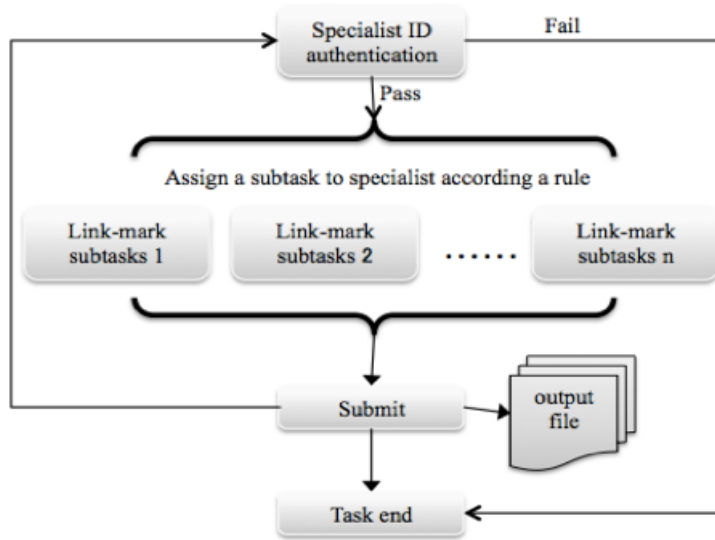 Specialist ID
authentication
Fail
Pass
Assign a subtask to specialist according a rule
Link-mark
subtasks 1
Link-mark
subtasks 2
......
Link-mark
subtasks n
Submit
output
file
Task end